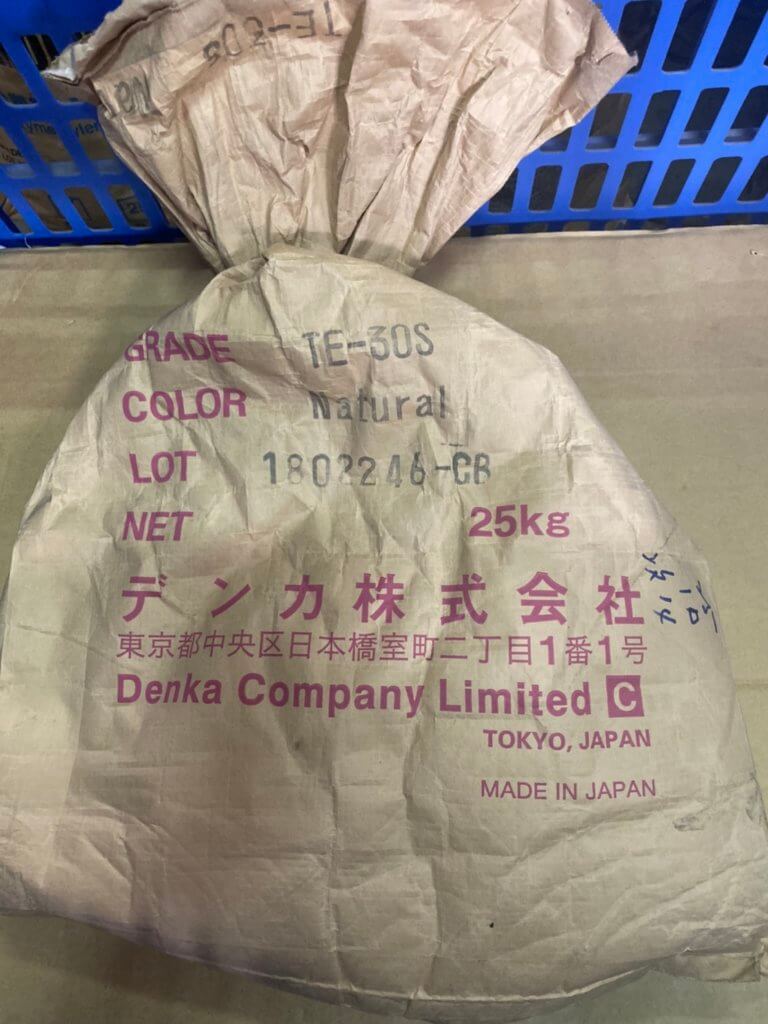 TE-30S
GRADE TE-30S
COLOR Natural
LOT 1802246-CB
NET 25kg
デンカ株式会社
東京都中央区日本橋室町二丁目1番1号
Denka Company Limited C
TOKYO, JAPAN
MADE IN JAPAN